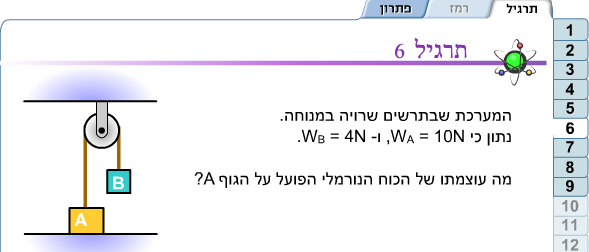 תרגיל
רמז
פתרון
תרגיל 6
המערכת שבתרשים שרויה במנוחה.
נתון כי WA = 10N, ו- WB = 4N.
מה עוצמתו של הכוח הנורמלי הפועל על הגוף A?
B
A
1
2
3
4
5
6
7
8
9
10
11
12